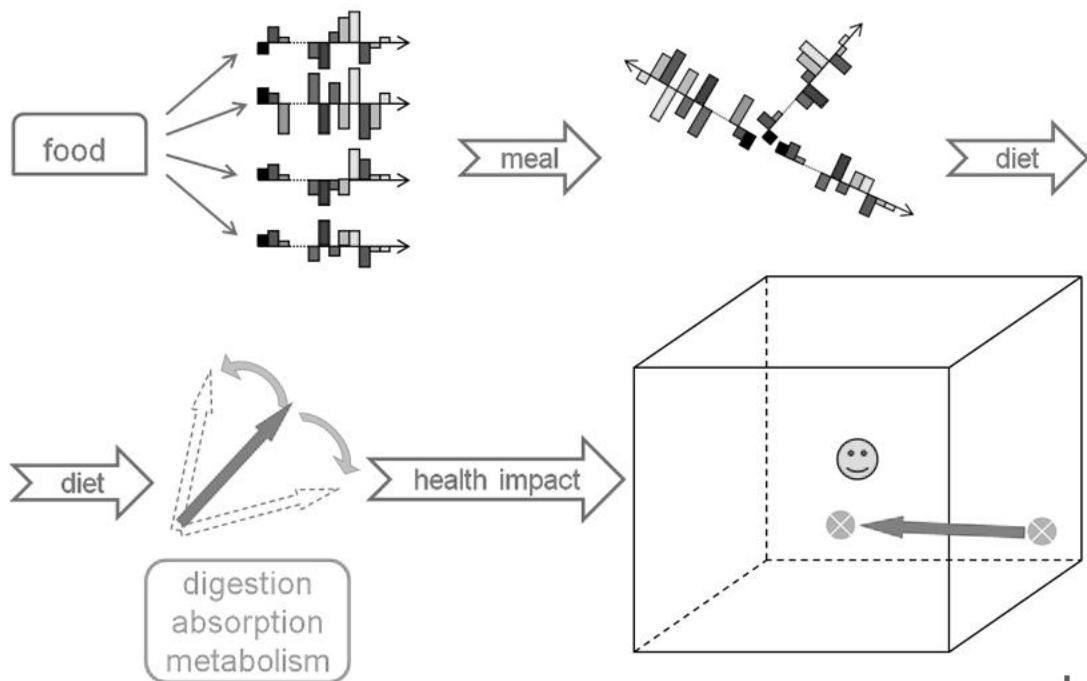 food
meal
diet
diet
health impact
digestion
absorption
metabolism